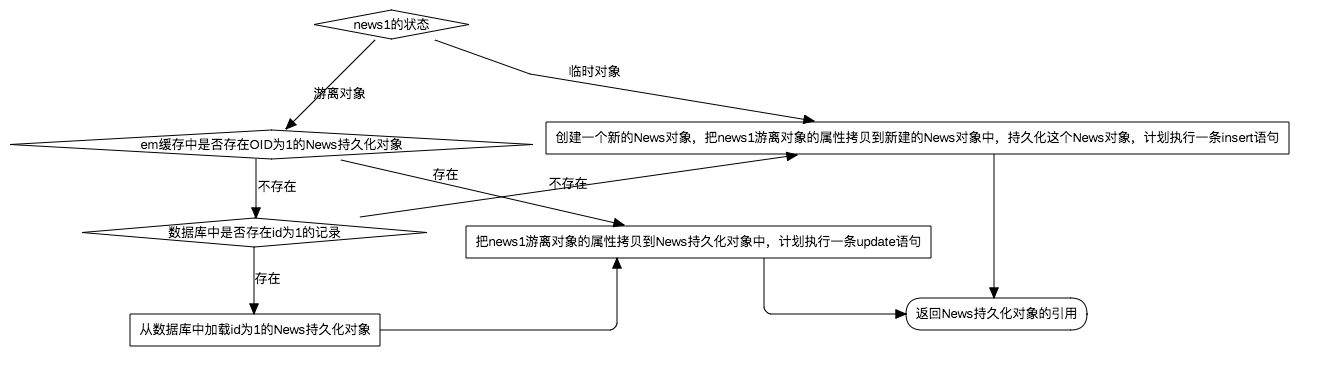 news1的状态
临时对象
游离对象
创建一个新的News对象，把news1游离对象的属性拷贝到新建的News对象中，持久化这个News对象，计划执行一条insert语句
em缓存中是否存在OID为1的News持久化对象
存在
不存在
不存在
数据库中是否存在id为1的记录
把news1游离对象的属性拷贝到News持久化对象中，计划执行一条update语句
存在
返回News持久化对象的引用
从数据库中加载id为1的News持久化对象